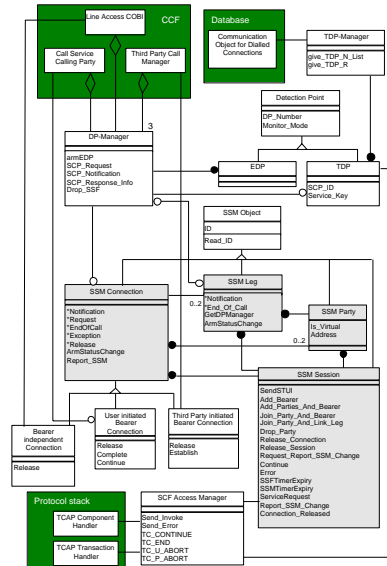 Line Access COBI
CCF
Call Service
Calling Party
Third Party Call
Manager
Database
Communication
Object for Dialled
Connections
TDP-Manager
give_TDP_N_List
give_TDP_R
Detection Point
DP_Number
Monitor_Mode
3
DP-Manager
armEDP
SCP_Request
SCP_Notification
SCP_Response_Info
Drop_SSF
EDP
TDP
SCP_ID
Service_Key
SSM Object
ID
Read_ID
SSM Connection
*Notification
*Request
*EndOfCall
*Exception
*Release
ArmStatusChange
Report_SSM
0..2
SSM Leg
*Notification
*End_Of_Call
GetDPManager
ArmStatusChange
SSM Party
Is_Virtual
Address
0..2
SSM Session
SendSTUI
Add_Bearer
Add_Parties_And_Bearer
Join_Party_And_Bearer
Join_Party_And_Link_Leg
Drop_Party
Release_Connection
Release_Session
Request_Report_SSM_Change
Continue
Error
SSFTimerExpiry
SSMTimerExpiry
ServiceRequest
Report_SSM_Change
Connection_Released
Bearer
independent
Connection
Release
User initiated
Bearer
Connection
Release
Complete
Continue
Third Party initiated
Bearer Connection
Release
Establish
Protocol stack
TCAP Component
Handler
TCAP Transaction
Handler
SCF Access Manager
Send_Invoke
Send_Error
TC_CONTINUE
TC_END
TC_U_ABORT
TC_P_ABORT